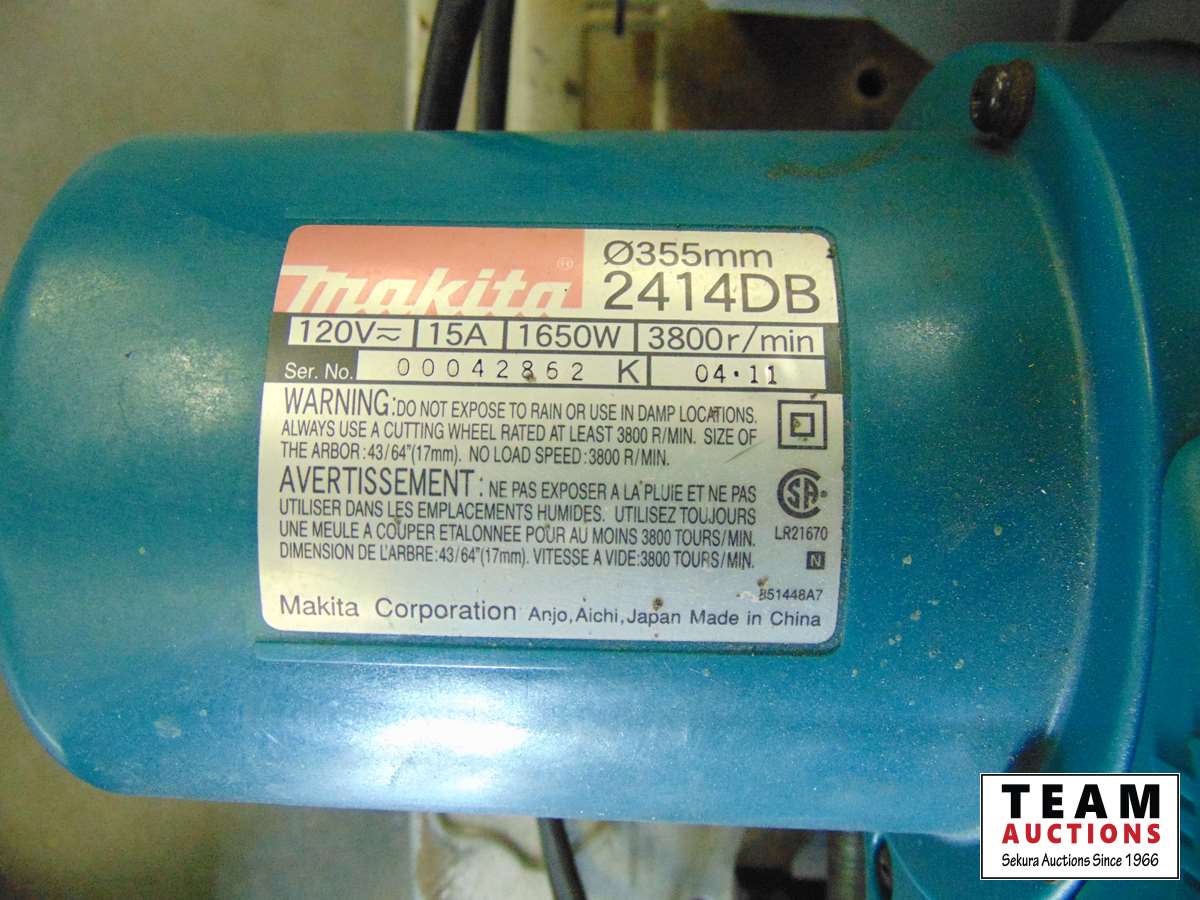 makita®
Ø355mm
2414DB
120V≂ 15A 1650W 3800r/min
Ser. No. 00042862 K 04·11
WARNING: DO NOT EXPOSE TO RAIN OR USE IN DAMP LOCATIONS.
ALWAYS USE A CUTTING WHEEL RATED AT LEAST 3800 R/MIN. SIZE OF
THE ARBOR: 43/64"(17mm). NO LOAD SPEED: 3800 R/MIN.
AVERTISSEMENT : NE PAS EXPOSER A LA PLUIE ET NE PAS
UTILISER DANS LES EMPLACEMENTS HUMIDES. UTILISEZ TOUJOURS
UNE MEULE A COUPER ETALONNEE POUR AU MOINS 3800 TOURS/MIN.
DIMENSION DE L'ARBRE: 43/64"(17mm). VITESSE A VIDE:3800 TOURS/MIN.
SA®
LR21670
N
851448A7
Makita Corporation Anjo, Aichi, Japan Made in China
TEAM
AUCTIONS
Sekura Auctions Since 1966